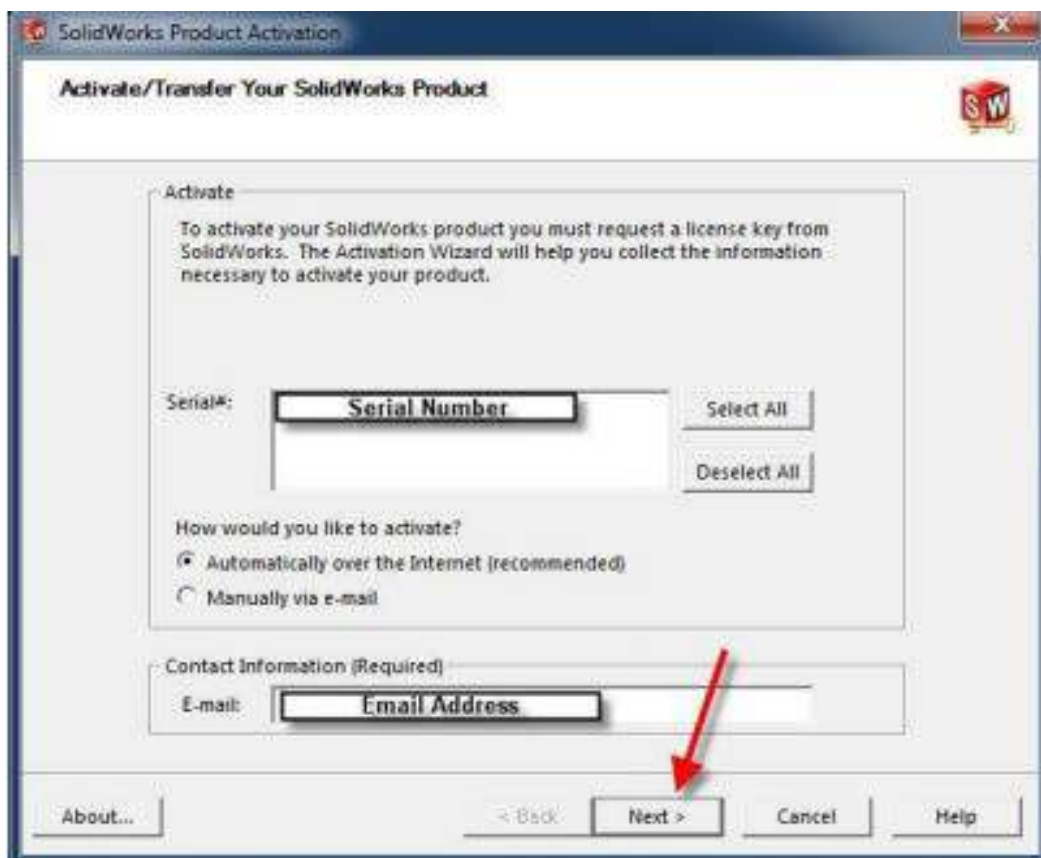 SolidWorks Product Activation
Activate/Transfer Your SolidWorks Product
S W
Activate
To activate your SolidWorks product you must request a license key from
SolidWorks. The Activation Wizard will help you collect the information
necessary to activate your product.
Serial#:
Serial Number
Select All
Deselect All
How would you like to activate?
Automatically over the Internet (recommended)
Manually via e-mail
Contact Information (Required)
E-mail:
Email Address
About...
< Back
Next >
Cancel
Help